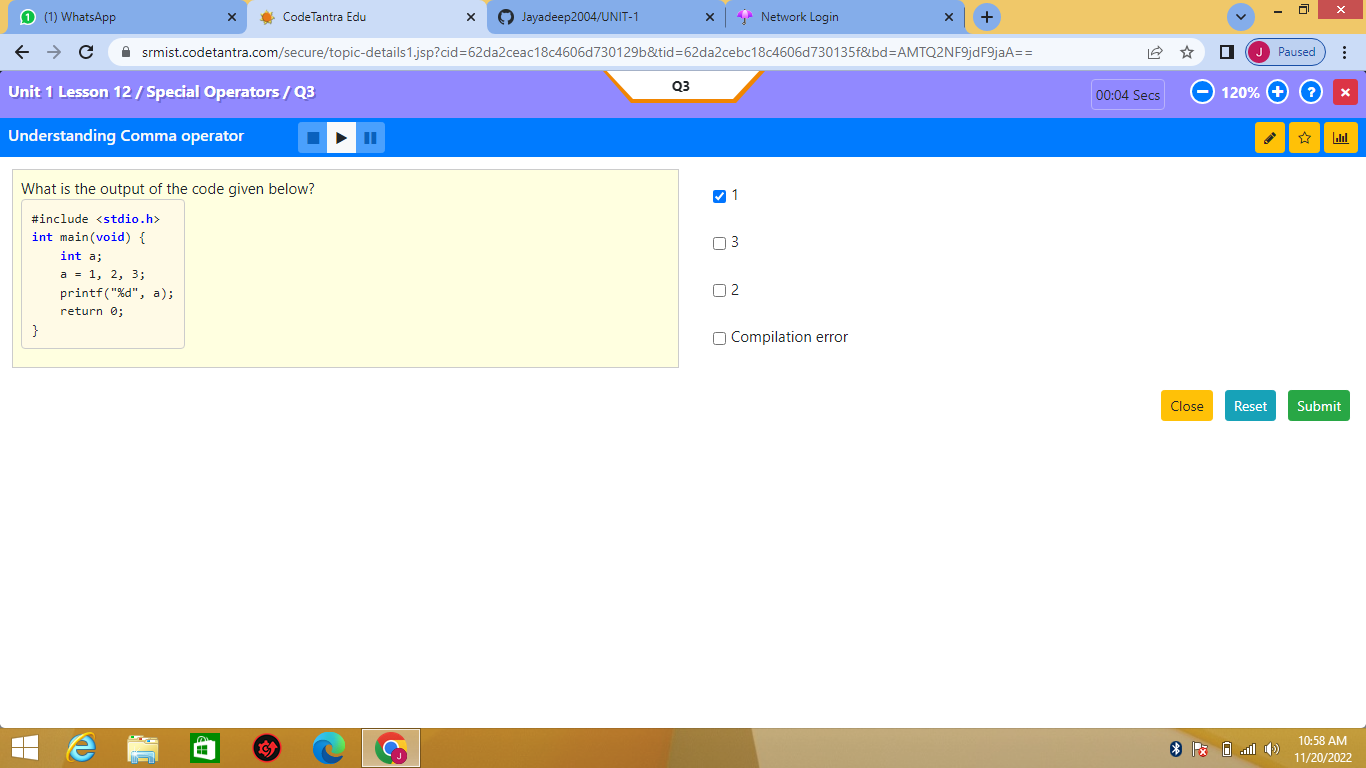 (1) WhatsApp
CodeTantra Edu
Jayadeep2004/UNIT-1
Network Login
srmist.codetantra.com/secure/topic-details1.jsp?cid=62da2ceac18c4606d730129b&tid=62da2cebc18c4606d730135f&bd=AMTQ2NF9jdF9jaA==
J Paused
Unit 1 Lesson 12 / Special Operators / Q3
Q3
00:04 Secs
120%
Understanding Comma operator
What is the output of the code given below?
#include <stdio.h>
int main(void) {
int a;
a = 1, 2, 3;
printf("%d", a);
return 0;
}
1
3
2
Compilation error
Close Reset Submit
10:58 AM
11/20/2022